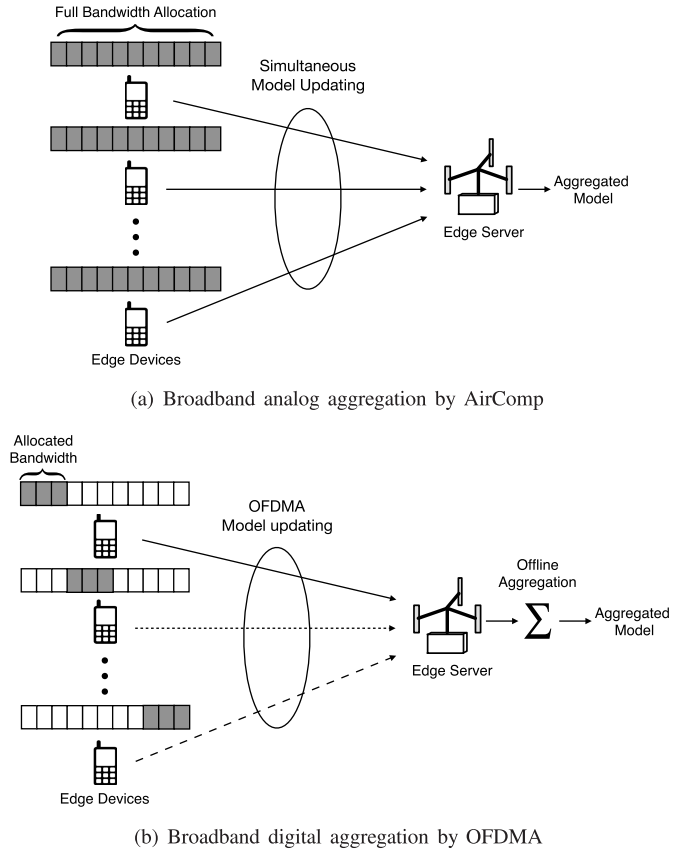 Full Bandwidth Allocation
Simultaneous
Model Updating
Aggregated
Model
Edge Server
Edge Devices
(a) Broadband analog aggregation by AirComp
Allocated
Bandwidth
OFDMA
Model updating
Offline
Aggregation
Σ
Aggregated
Model
Edge Server
Edge Devices
(b) Broadband digital aggregation by OFDMA